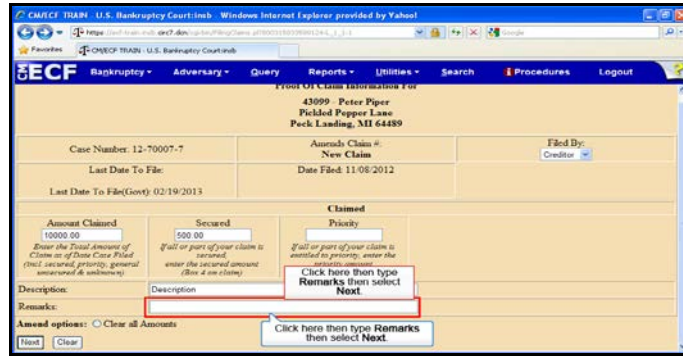 CM/ECF TRAIN - U.S. Bankruptcy Court:ineb - Windows Internet Explorer provided by Yahoo!
Google
Favorites CM/ECF TRAIN - U.S. Bankruptcy Court:ineb
ECF Bankruptcy Adversary Query Reports Utilities Search Procedures Logout ?
Proof Of Claim Information For
43099 - Peter Piper
Pickled Pepper Lane
Peck Landing, MI 64489
Case Number: 12-70007-7
Amends Claim #:
New Claim
Filed By:
Creditor
Last Date To File:
Date Filed: 11/08/2012
Last Date To File(Govt): 02/19/2013
Claimed
Amount Claimed
10000.00
Enter the Total Amount of
Claim as of Date Case Filed
(incl. secured, priority, general
unsecured & unknown)
Secured
500.00
If all or part of your claim is
secured,
enter the secured amount
(Box 4 on claim)
Priority
If all or part of your claim is
entitled to priority, enter the
priority amount
Click here then type
Remarks then select
Next.
Description: Description
Remarks:
Amend options: Clear all Amounts
Click here then type Remarks
then select Next.
Next Clear